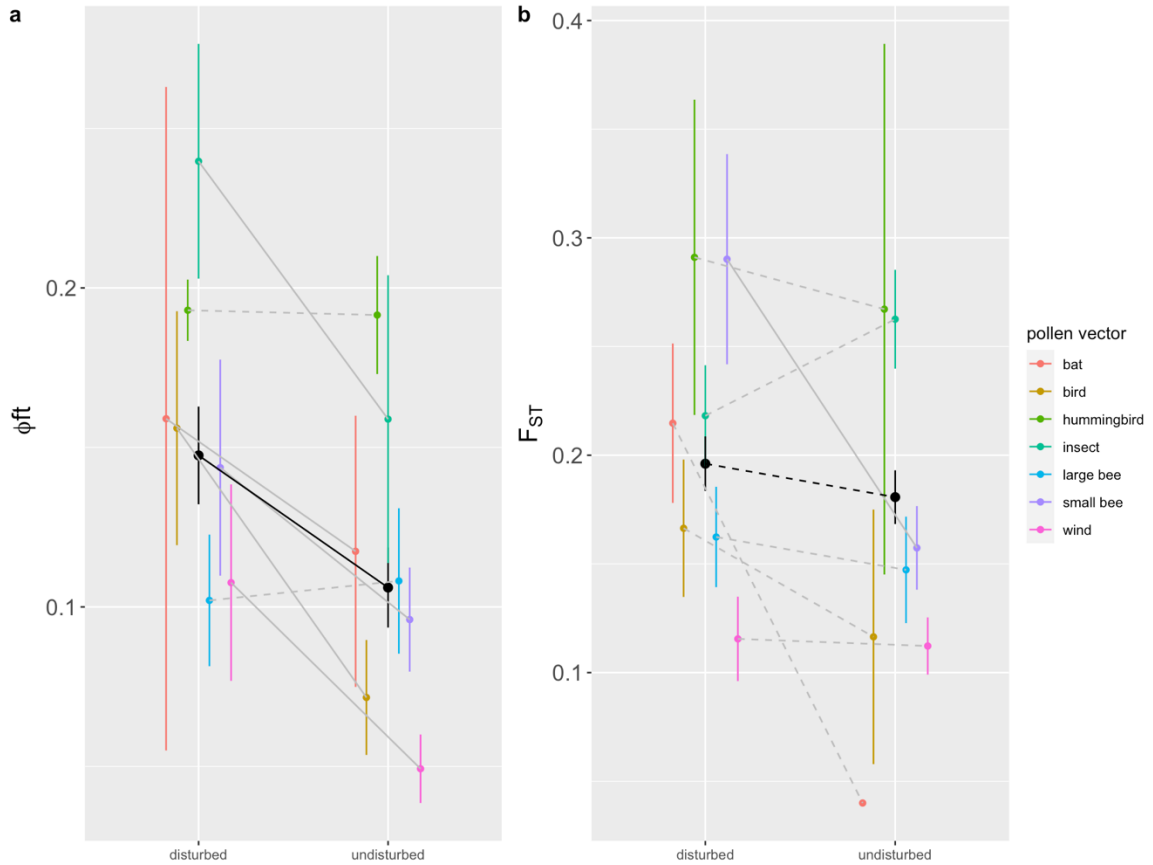 a
b
φft
0.2
0.1
disturbed
undisturbed
F_ST
0.4
0.3
0.2
0.1
disturbed
undisturbed
pollen vector
bat
bird
hummingbird
insect
large bee
small bee
wind